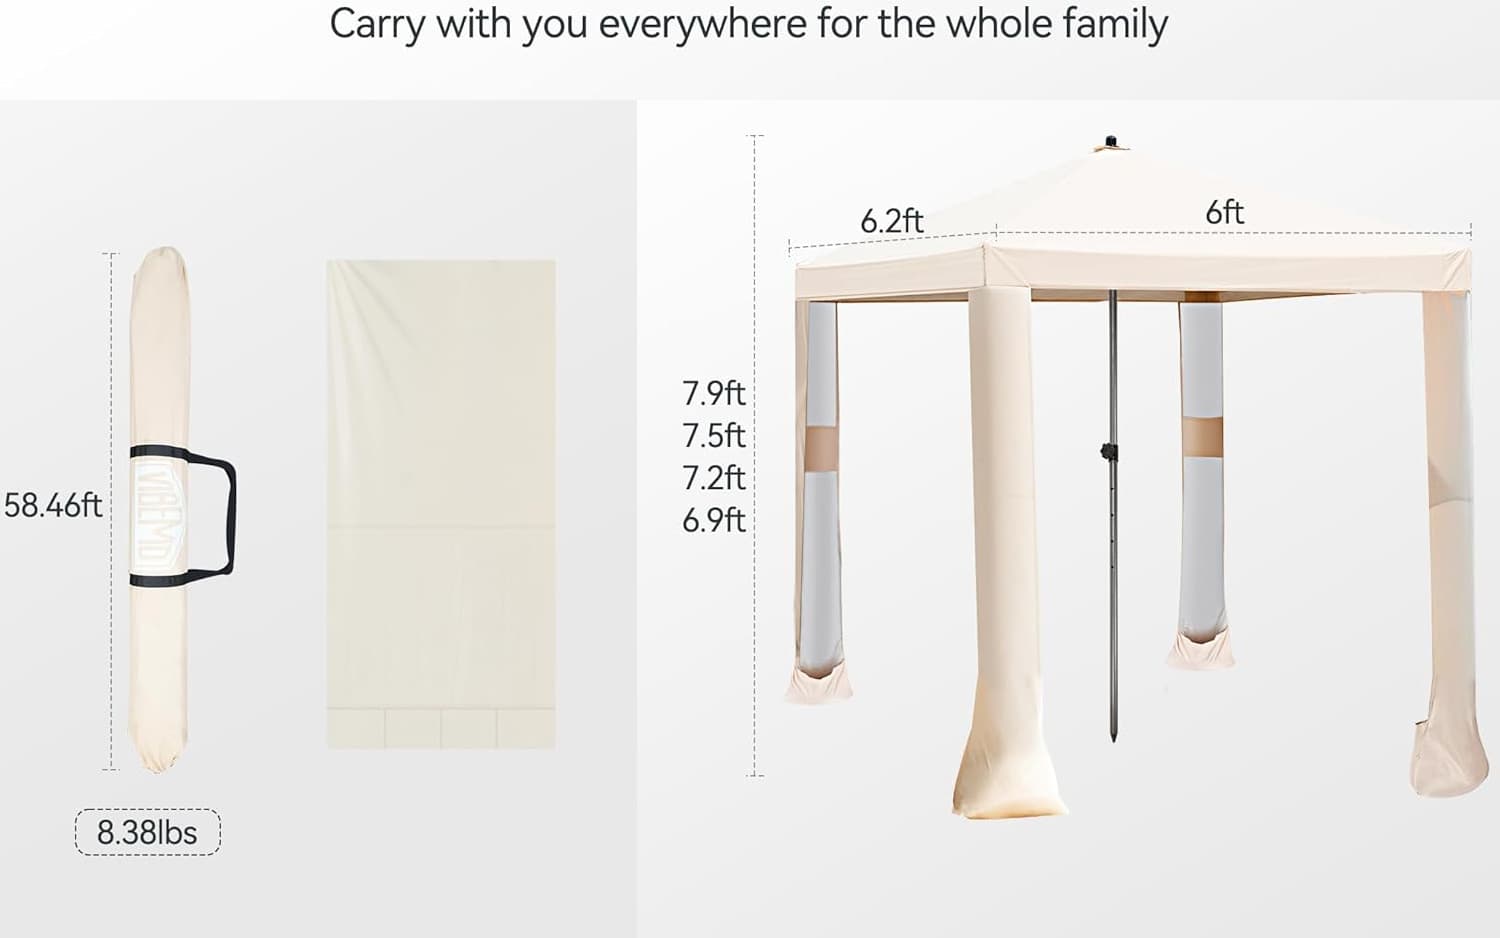 Carry with you everywhere for the whole family
6.2ft
6ft
7.9ft
7.5ft
7.2ft
6.9ft
58.46ft
VIBEMD
8.38lbs